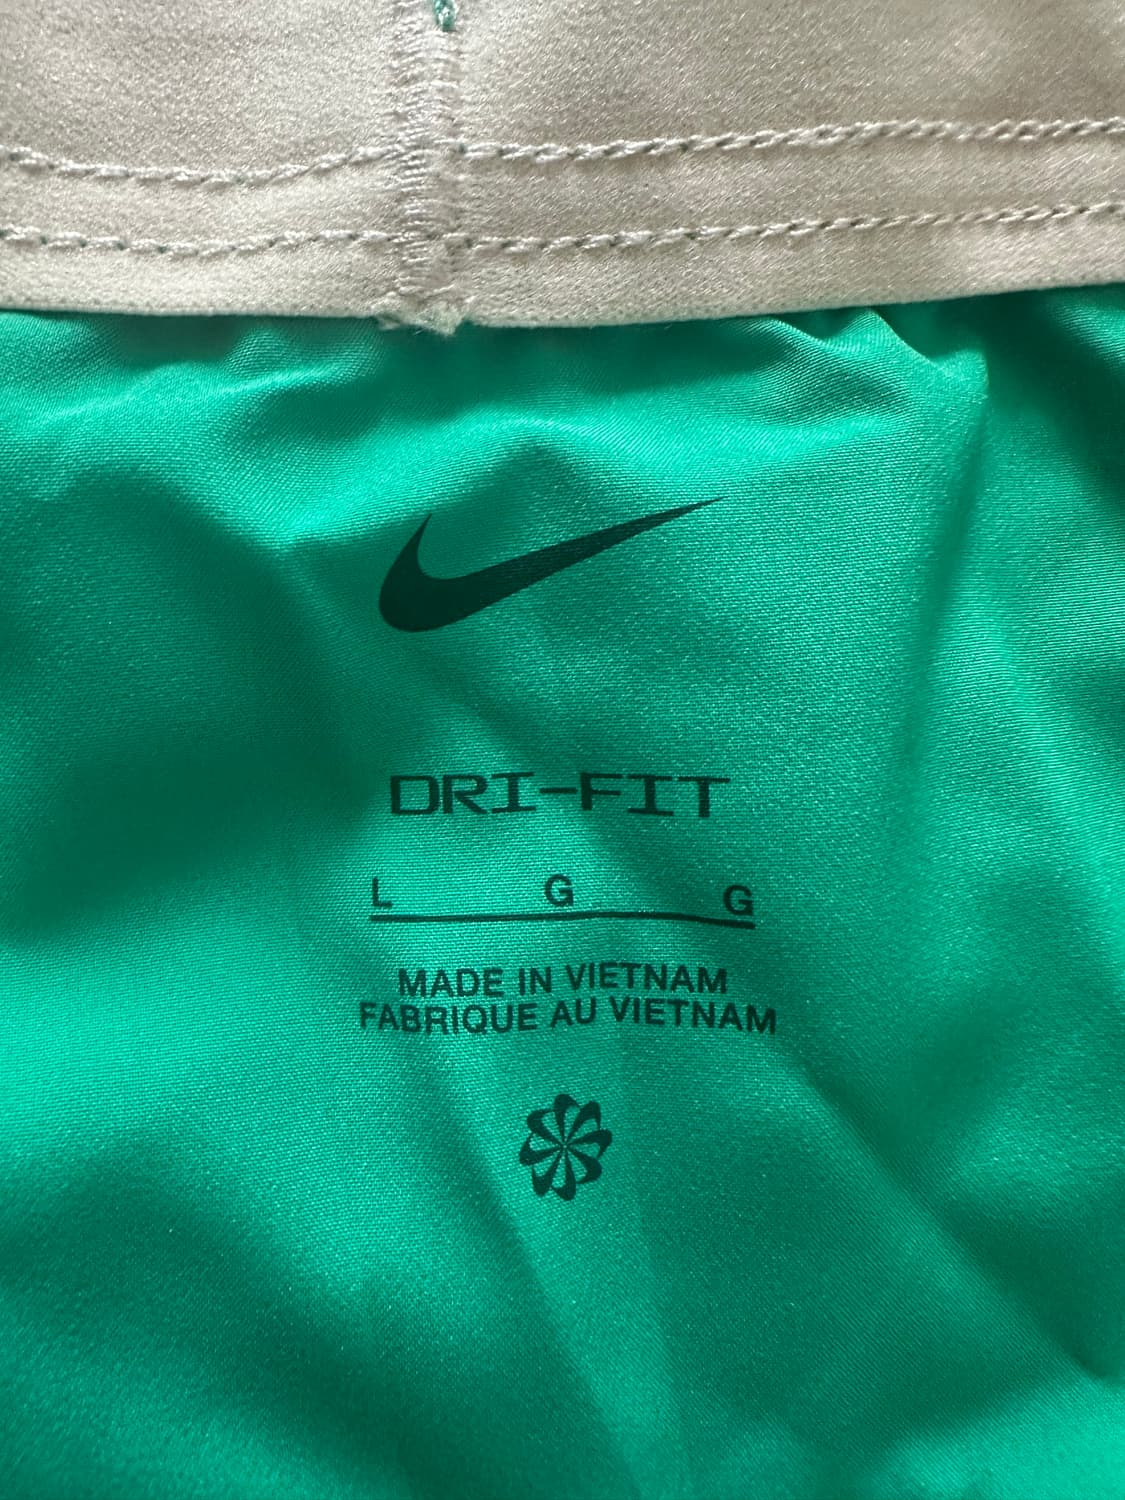 DRI-FIT
L G G
MADE IN VIETNAM
FABRIQUE AU VIETNAM